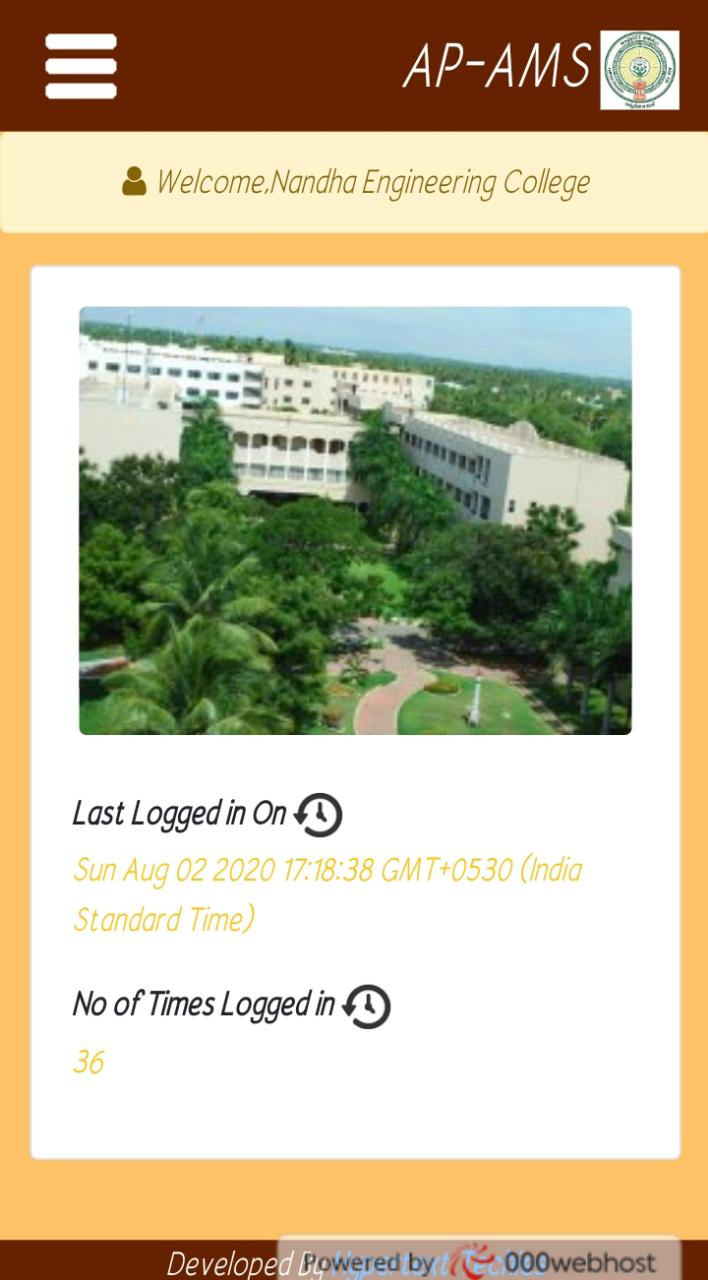 AP-AMS
Welcome,Nandha Engineering College
Last Logged in On
Sun Aug 02 2020 17:18:38 GMT+0530 (India
Standard Time)
No of Times Logged in
36
Developed By
Powered by 000webhost